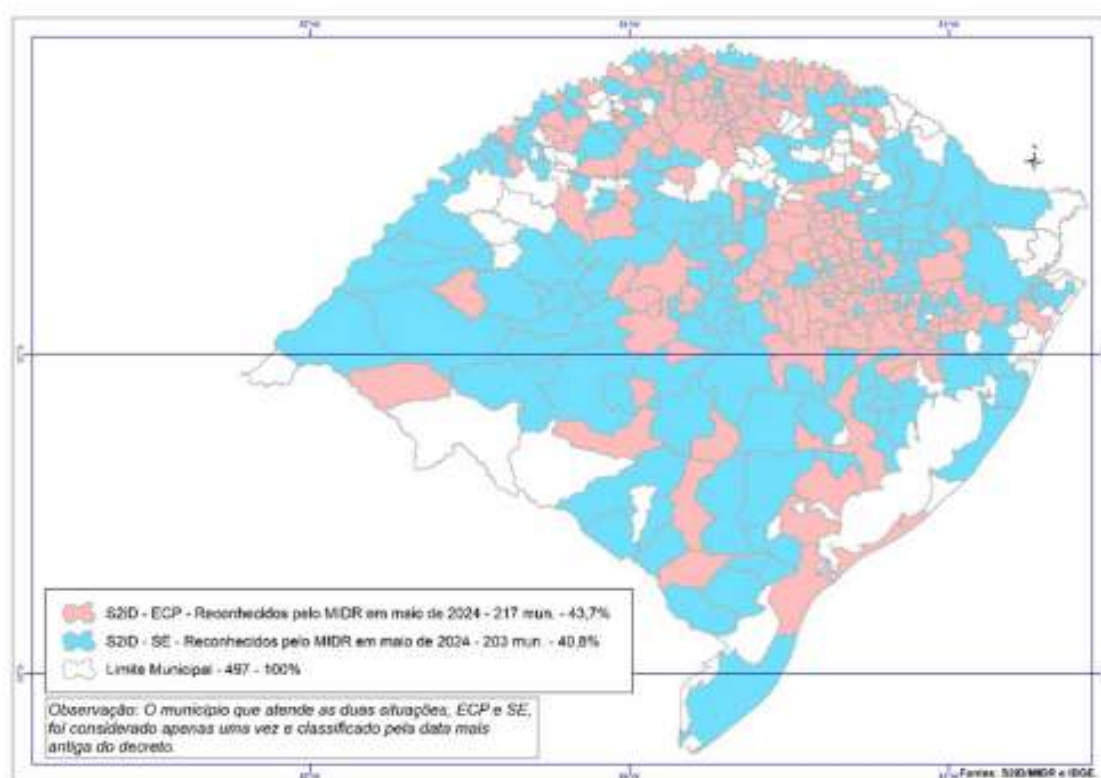 S2ID - ECP - Reconhecidos pelo MIDR em maio de 2024 - 217 mun. - 43,7%
S2ID - SE - Reconhecidos pelo MIDR em maio de 2024 - 203 mun. - 40,8%
Limite Municipal - 497 - 100%
Observação: O município que atende as duas situações, ECP e SE,
foi considerado apenas uma vez e classificado pela data mais
antiga do decreto.
Fontes: S2ID/MIDR e IBGE